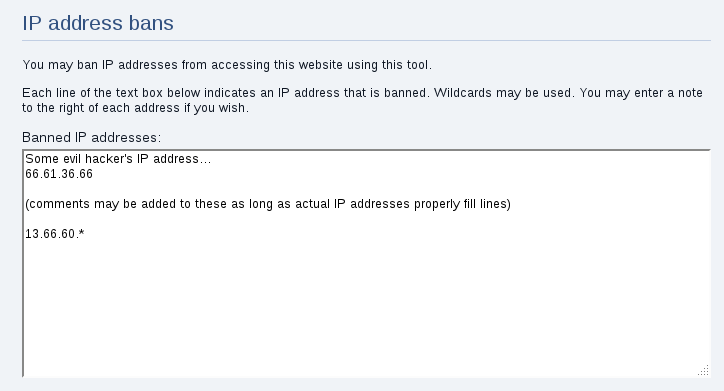 IP address bans
You may ban IP addresses from accessing this website using this tool.
Each line of the text box below indicates an IP address that is banned. Wildcards may be used. You may enter a note
to the right of each address if you wish.
Banned IP addresses:
Some evil hacker's IP address...
66.61.36.66
(comments may be added to these as long as actual IP addresses properly fill lines)
13.66.60.*